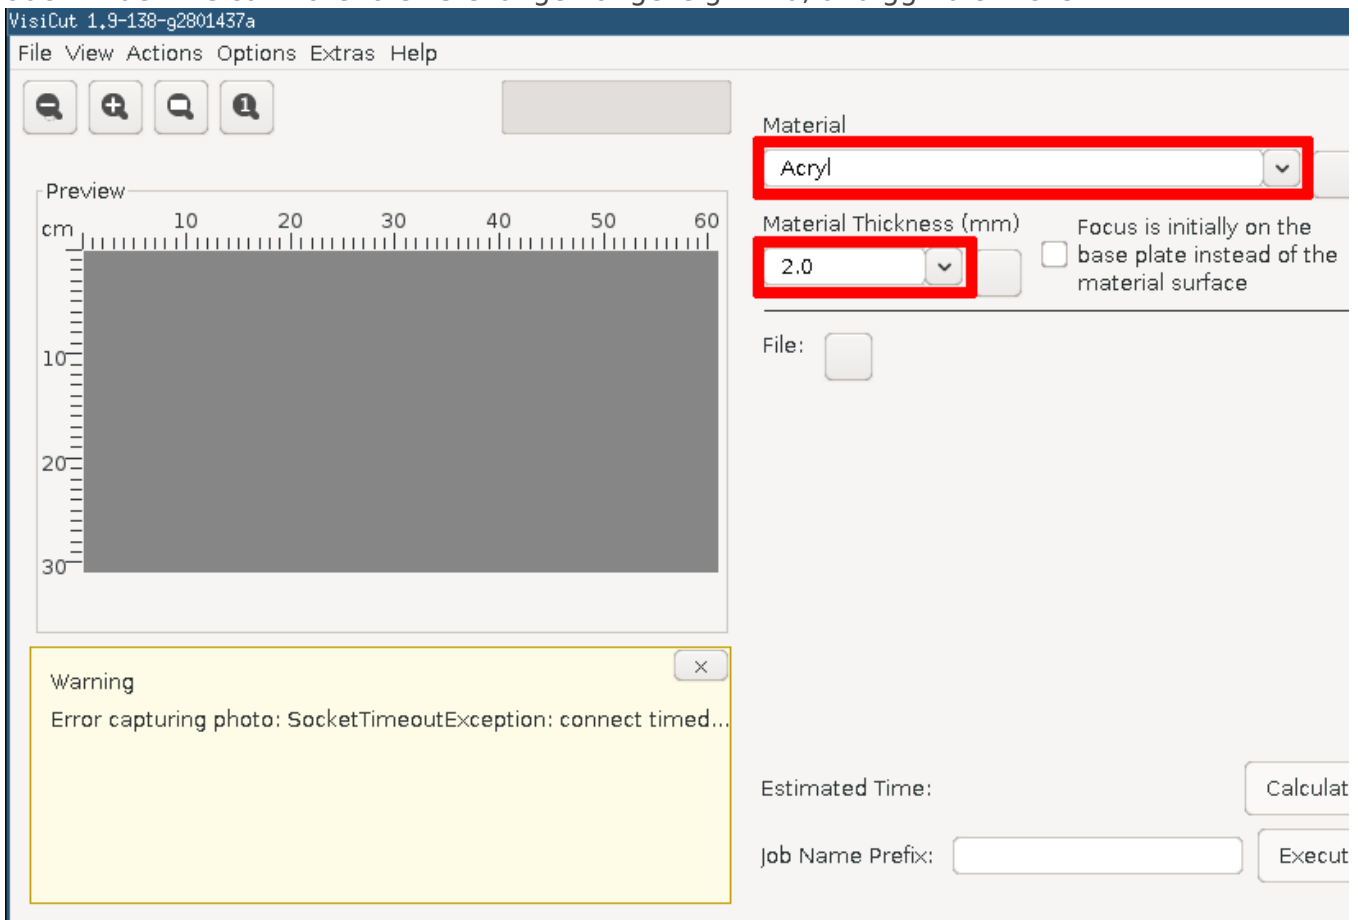 VisiCut 1.9-138-g2801437a
File View Actions Options Extras Help
Material
Acryl
Preview
cm 10 20 30 40 50 60
Material Thickness (mm)
Focus is initially on the
base plate instead of the
material surface
2.0
File:
10
20
30
Warning
Error capturing photo: SocketTimeoutException: connect timed...
Estimated Time:
Calculat
Job Name Prefix:
Execut